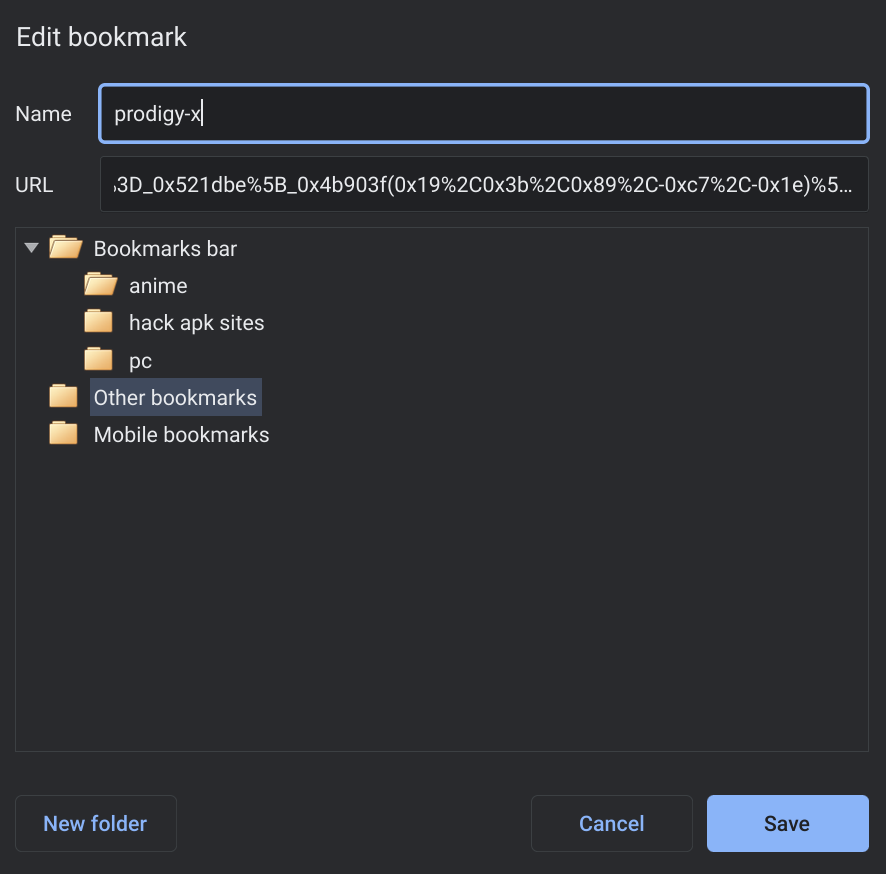 Edit bookmark
Name prodigy-x
URL %3D_0x521dbe%5B_0x4b903f(0x19%2C0x3b%2C0x89%2C-0xc7%2C-0x1e)%5...
Bookmarks bar
anime
hack apk sites
pc
Other bookmarks
Mobile bookmarks
New folder Cancel Save